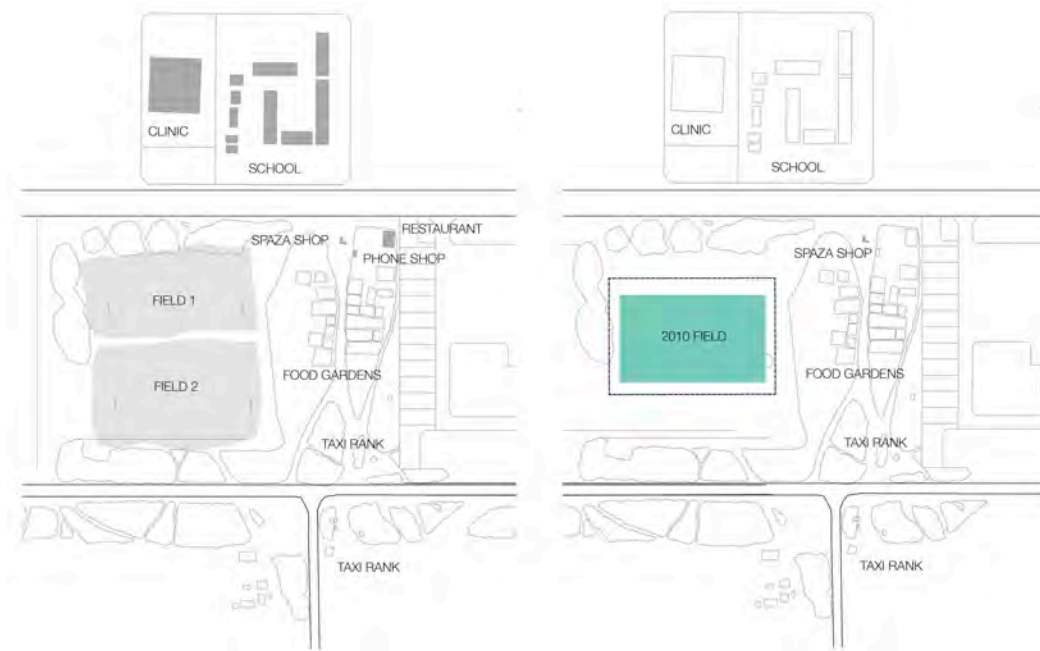 CLINIC
SCHOOL
RESTAURANT
SPAZA SHOP
PHONE SHOP
FIELD 1
FOOD GARDENS
FIELD 2
TAXI RANK
TAXI RANK
CLINIC
SCHOOL
SPAZA SHOP
2010 FIELD
FOOD GARDENS
TAXI RANK
TAXI RANK